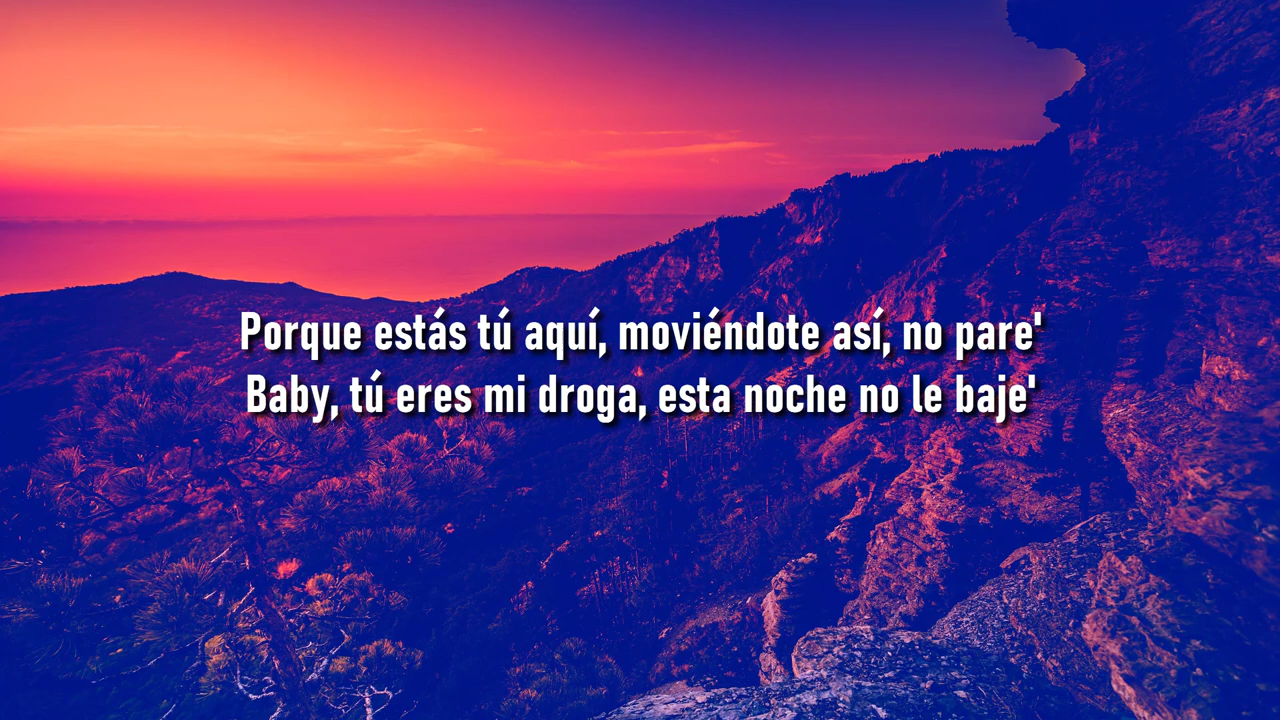 Porque estás tú aquí, moviéndote así, no pare'
Baby, tú eres mi droga, esta noche no le baje'